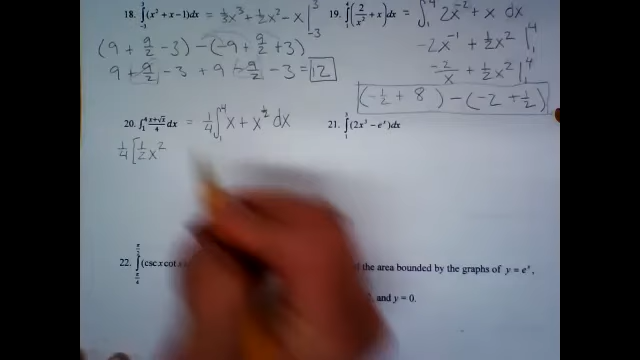 18. ∫₋₃³ (x² + x − 1)dx = ⅓x³ + ½x² − x |₋₃³
(9 + 9/2 − 3) − (−9 + 9/2 + 3)
9 + 9/2 − 3 + 9 − 9/2 − 3 = 12
19. ∫₁⁴ (2/x² + x)dx = ∫₁⁴ 2x⁻² + x dx
−2x⁻¹ + ½x² |₁⁴
−2/x + ½x² |₁⁴
(−½ + 8) − (−2 + ½)
20. ∫₁⁴ (x+√x)/4 dx = ¼ ∫₁⁴ x + x^½ dx
¼ [½x²
21. ∫₁³ (2x³ − eˣ)dx
22. ∫ (csc x cot x
the area bounded by the graphs of y = eˣ,
and y = 0.